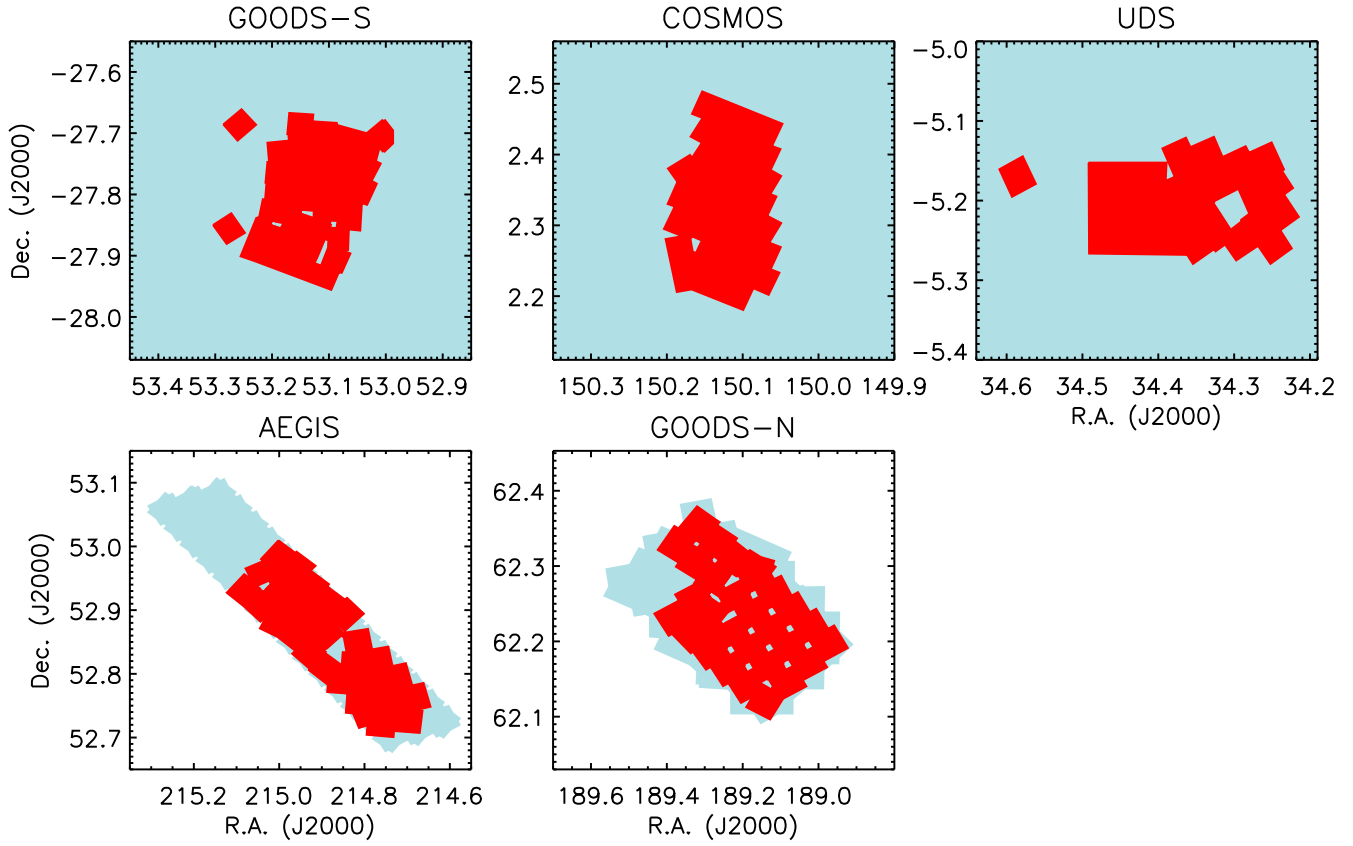 GOODS-S COSMOS UDS
Dec. (J2000)
-27.6
-27.7
-27.8
-27.9
-28.0
53.4 53.3 53.2 53.1 53.0 52.9
2.5
2.4
2.3
2.2
150.3 150.2 150.1 150.0 149.9
-5.0
-5.1
-5.2
-5.3
-5.4
34.6 34.5 34.4 34.3 34.2
R.A. (J2000)
AEGIS GOODS-N
Dec. (J2000)
53.1
53.0
52.9
52.8
52.7
215.2 215.0 214.8 214.6
R.A. (J2000)
62.4
62.3
62.2
62.1
189.6 189.4 189.2 189.0
R.A. (J2000)